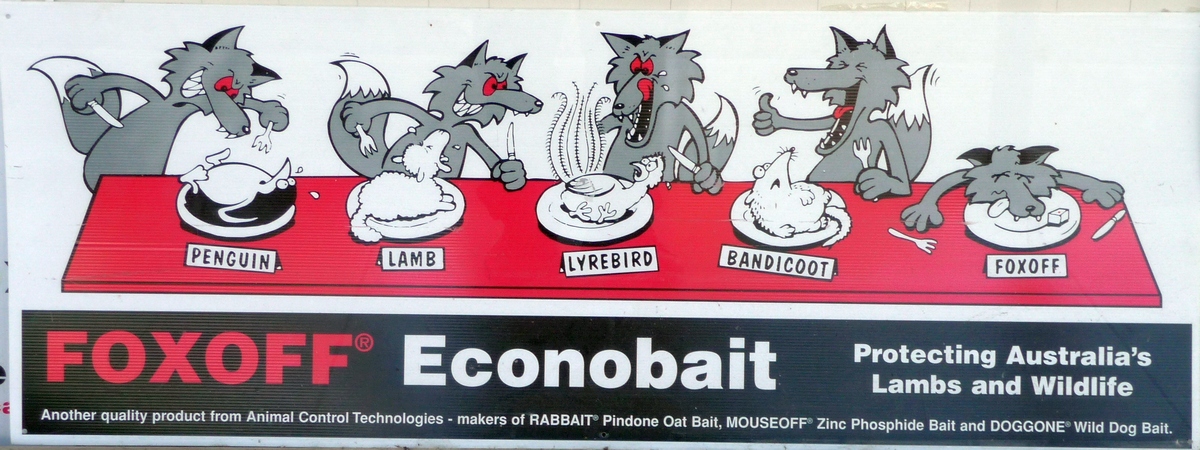 PENGUIN
LAMB
LYREBIRD
BANDICOOT
FOXOFF
FOXOFF® Econobait
Protecting Australia's
Lambs and Wildlife
Another quality product from Animal Control Technologies - makers of RABBAIT® Pindone Oat Bait, MOUSEOFF® Zinc Phosphide Bait and DOGGONE® Wild Dog Bait.